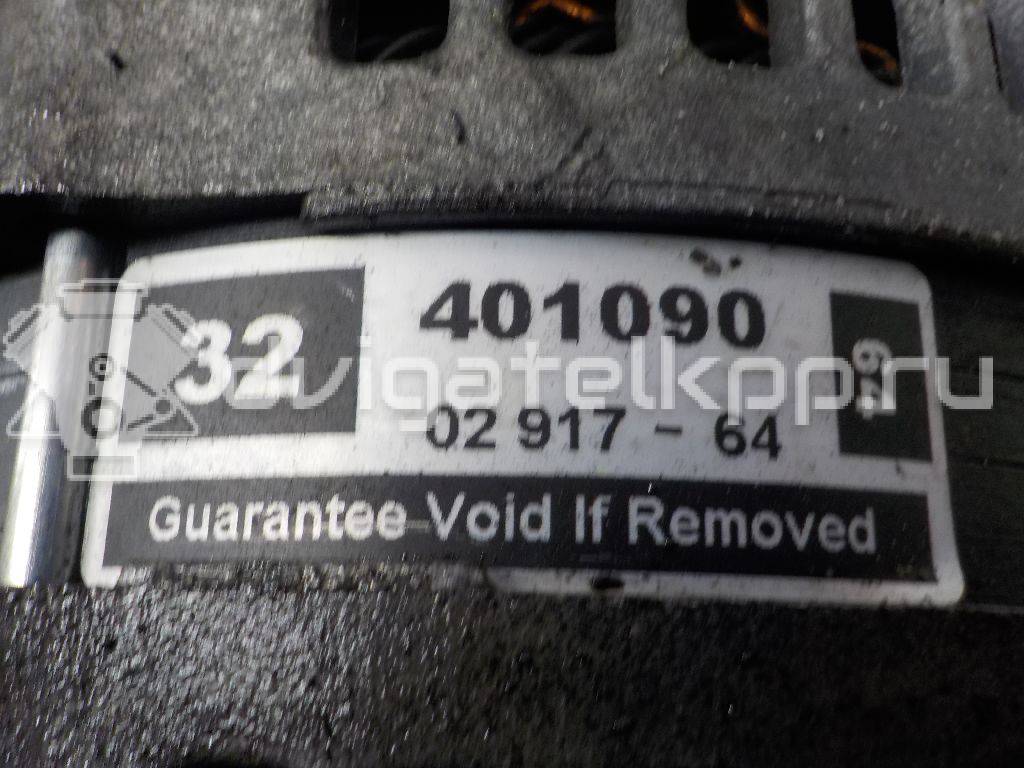 32
401090
02 917 - 64
Guarantee Void If Removed
dvigatelkpp.ru